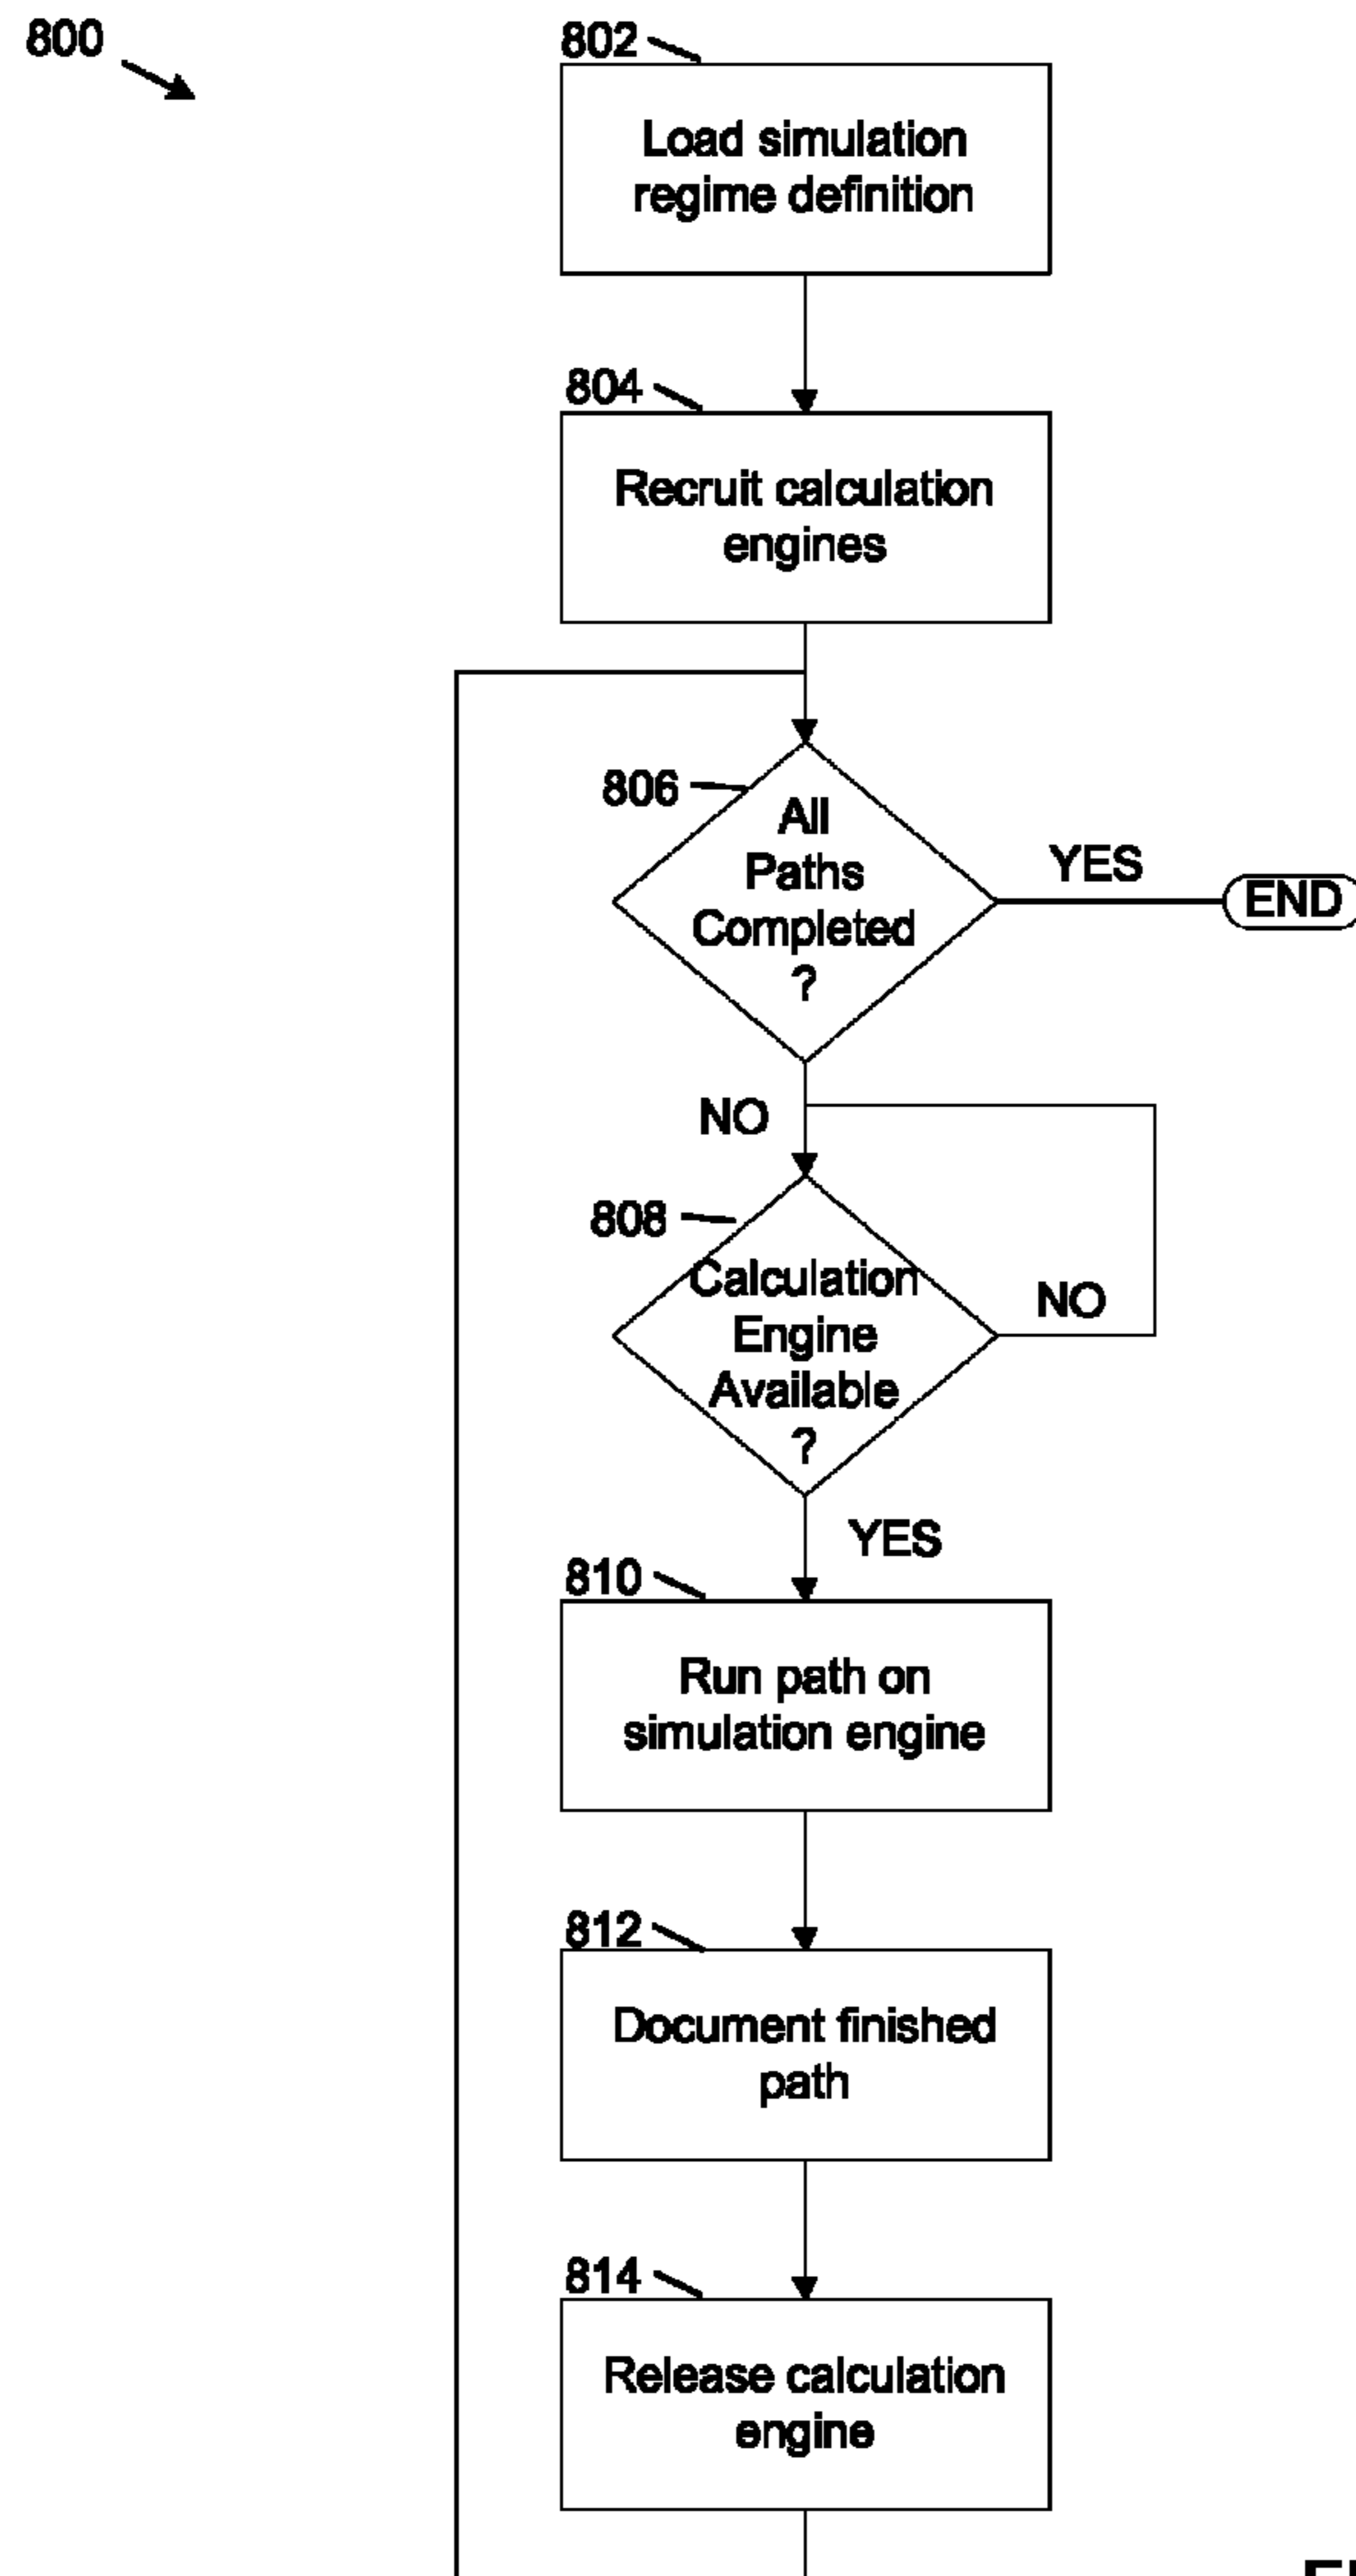 800
802
Load simulation
regime definition
804
Recruit calculation
engines
806
All
Paths
Completed
?
YES
END
NO
808
Calculation
Engine
Available
?
NO
YES
810
Run path on
simulation engine
812
Document finished
path
814
Release calculation
engine